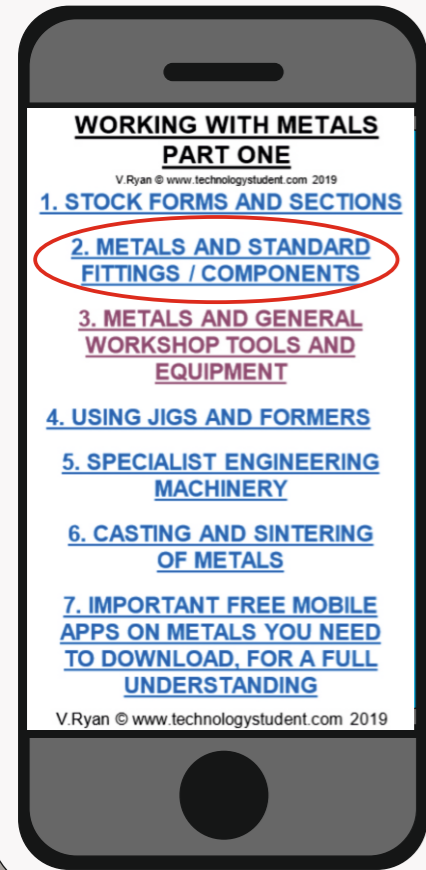 WORKING WITH METALS
PART ONE
V.Ryan © www.technologystudent.com 2019
1. STOCK FORMS AND SECTIONS
2. METALS AND STANDARD
FITTINGS / COMPONENTS
3. METALS AND GENERAL
WORKSHOP TOOLS AND
EQUIPMENT
4. USING JIGS AND FORMERS
5. SPECIALIST ENGINEERING
MACHINERY
6. CASTING AND SINTERING
OF METALS
7. IMPORTANT FREE MOBILE
APPS ON METALS YOU NEED
TO DOWNLOAD, FOR A FULL
UNDERSTANDING
V.Ryan © www.technologystudent.com 2019